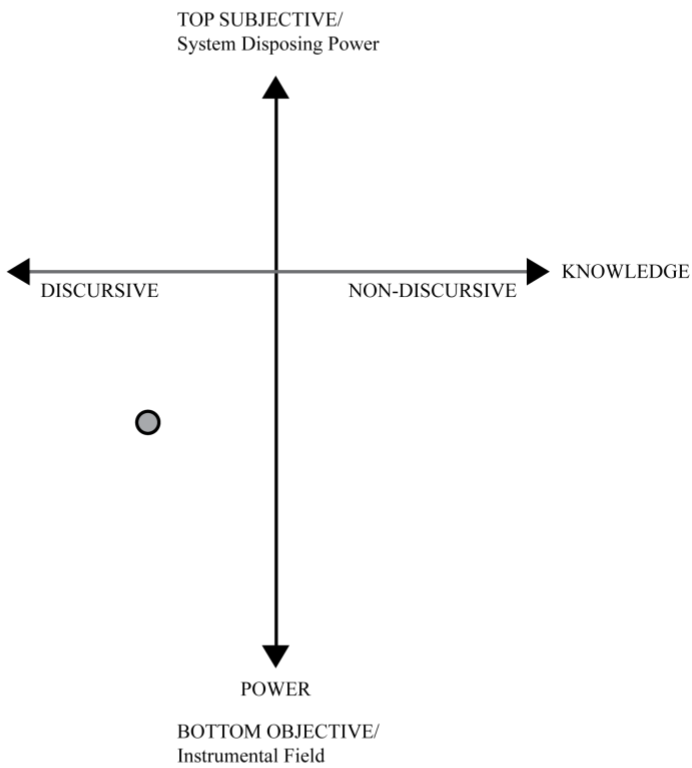 TOP SUBJECTIVE/
System Disposing Power
KNOWLEDGE
DISCURSIVE
NON-DISCURSIVE
POWER
BOTTOM OBJECTIVE/
Instrumental Field